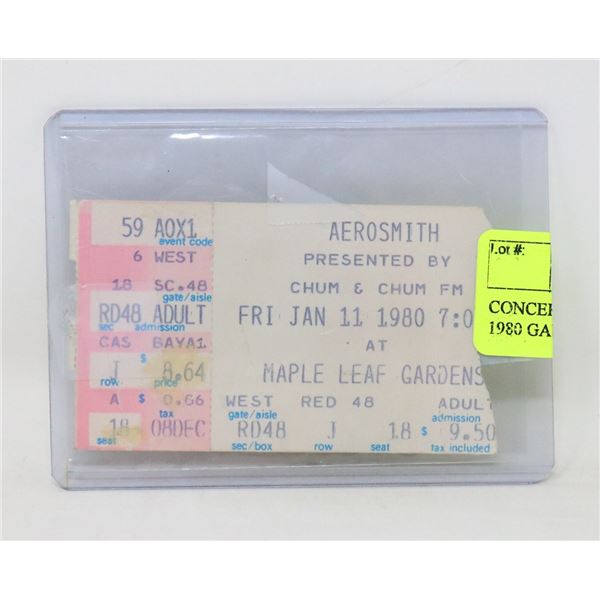 59 AOX1
event code
6 WEST
18 SC.48
gate/aisle
RD48 ADULT
sec admission
CAS BAYA1
J $ 8.64
row price
A $ 0.66
tax
18 08DEC
seat
AEROSMITH
PRESENTED BY
CHUM & CHUM FM
FRI JAN 11 1980 7:0
AT
MAPLE LEAF GARDENS
WEST RED 48 ADULT
gate/aisle admission
RD48 J 18 $ 9.50
sec/box row seat tax included
Lot #:
CONCE
1980 GA